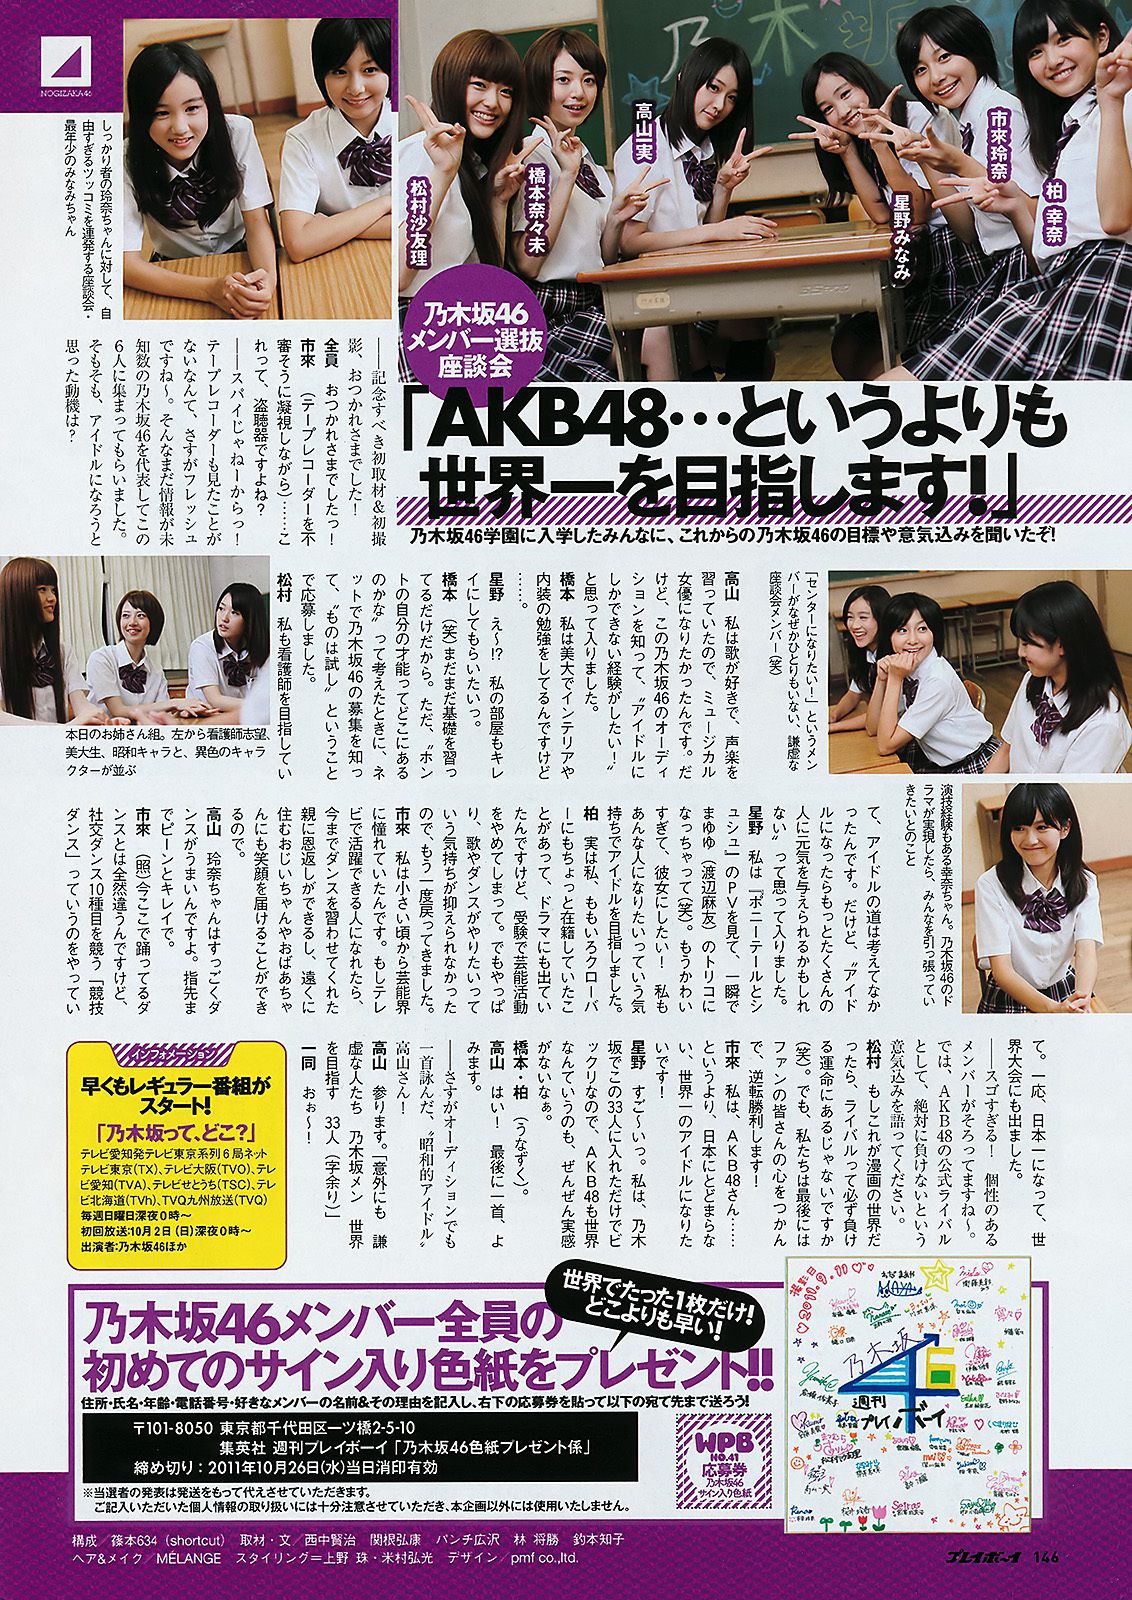 NOGIZAKA46
乃木坂
しっかり者の玲奈ちゃんに対して、自
由すぎるツッコミを連発する座談会・
最年少のみなみちゃん
松村沙友理
橋本奈々未
高山一実
星野みなみ
市來玲奈
柏 幸奈
乃木坂46
メンバー選抜
座談会
「AKB48…というよりも
世界一を目指します!」
乃木坂46学園に入学したみんなに、これからの乃木坂46の目標や意気込みを聞いたぞ!
――記念すべき初取材&初撮
影、おつかれさまでした!
全員 おつかれさまでしたっ!
市來 (テープレコーダーを不
審そうに凝視しながら)……こ
れって、盗聴器ですよね?
――スパイじゃねーからっ!
テープレコーダーも見たことが
ないなんて、さすがフレッシュ
ですね〜。そんなまだ情報が未
知数の乃木坂46を代表してこの
6人に集まってもらいました。
そもそも、アイドルになろうと
思った動機は?
「センターになりたい!」というメン
バーがなぜかひとりもいない、謙虚な
座談会メンバー(笑)
高山 私は歌が好きで、声楽を
習っていたので、ミュージカル
女優になりたかったんです。だ
けど、この乃木坂46のオーディ
ションを知って、〝アイドルに
しかできない経験がしたい!〟
と思って入りました。
橋本 私は美大でインテリアや
内装の勉強をしてるんですけど
……。
星野 え〜!? 私の部屋もキレ
イにしてもらいたいっ。
橋本 (笑)まだまだ基礎を習っ
てるだけだから。ただ、〝ホン
トの自分の才能ってどこにある
のかな〟って考えたときに、ネ
ットで乃木坂46の募集を知っ
て、〝ものは試し〟ということ
で応募しました。
松村 私も看護師を目指してい
本日のお姉さん組。左から看護師志望、
美大生、昭和キャラと、異色のキャラ
クターが並ぶ
演技経験もある幸奈ちゃん。乃木坂46のド
ラマが実現したら、みんなを引っ張ってい
きたいとのこと
て、アイドルの道は考えてなか
ったんです。だけど、〝アイド
ルになったらもっとたくさんの
人に元気を与えられるかもしれ
ない〟って思って入りました。
星野 私は『ポニーテールとシ
ュシュ』のPVを見て、一瞬で
まゆゆ(渡辺麻友)のトリコに
なっちゃって(笑)。もうかわい
すぎて、彼女にしたい! 私も
あんな人になりたいっていう気
持ちでアイドルを目指しました。
柏 実は私、ももいろクローバ
ーにもちょっと在籍していたこ
とがあって、ドラマにも出てい
たんですけど、受験で芸能活動
をやめてしまって。でもやっぱ
り、歌やダンスがやりたいって
いう気持ちが抑えられなかった
ので、もう一度戻ってきました。
市來 私は小さい頃から芸能界
に憧れていたんです。もしテレ
ビで活躍できる人になれたら、
今までダンスを習わせてくれた
親に恩返しができるし、遠くに
住むおじいちゃんやおばあちゃ
んにも笑顔を届けることができ
るので。
高山 玲奈ちゃんはすっごくダ
ンスがうまいんですよ。指先ま
でピーンとキレイで。
市來 (照)今ここで踊ってるダ
ンスとは全然違うんですけど、
社交ダンス10種目を競う「競技
ダンス」っていうのをやってい
て。一応、日本一になって、世
界大会にも出ました。
――スゴすぎる! 個性のある
メンバーがそろってますね〜。
では、AKB48の公式ライバル
として、絶対に負けないという
意気込みを語ってください。
松村 もしこれが漫画の世界だ
ったら、ライバルって必ず負け
る運命にあるじゃないですか
(笑)。でも、私たちは最後には
ファンの皆さんの心をつかん
で、逆転勝利します!
市來 私は、AKB48さん……
というより、日本にとどまらな
い、世界一のアイドルになりた
いです!
星野 すご〜いっ。私は、乃木
坂でこの33人に入れただけでビ
ックリなので、AKB48も世界
なんていうのも、ぜんぜん実感
がないなぁ。
橋本・柏 (うなずく)。
高山 はい! 最後に一首、よ
みます。
――さすがオーディションでも
一首詠んだ、〝昭和的アイドル〟
高山さん!
高山 参ります。「意外にも 謙
虚な人たち 乃木坂メン 世界
を目指す 33人(字余り)」
一同 おぉ〜!
インフォメーション
早くもレギュラー番組が
スタート!
「乃木坂って、どこ?」
テレビ愛知発テレビ東京系列6局ネット
テレビ東京(TX)、テレビ大阪(TVO)、テレ
ビ愛知(TVA)、テレビせとうち(TSC)、テレ
ビ北海道(TVh)、TVQ九州放送(TVQ)
毎週日曜日深夜0時〜
初回放送:10月2日(日)深夜0時〜
出演者:乃木坂46ほか
世界でたった1枚だけ!
どこよりも早い!
乃木坂46メンバー全員の
初めてのサイン入り色紙をプレゼント!!
住所・氏名・年齢・電話番号・好きなメンバーの名前&その理由を記入し、右下の応募券を貼って以下の宛て先まで送ろう!
〒101-8050 東京都千代田区一ツ橋2-5-10
集英社 週刊プレイボーイ「乃木坂46色紙プレゼント係」
締め切り:2011年10月26日(水)当日消印有効
WPB
NO.41
応募券
乃木坂46
サイン入り色紙
※当選者の発表は発送をもって代えさせていただきます。
ご記入いただいた個人情報の取り扱いには十分注意させていただき、本企画以外には使用いたしません。
撮影日
2011.9.11
乃木坂
46
週刊
プレイボーイ
構成/篠本634(shortcut) 取材・文/西中賢治 関根弘康 パンチ広沢 林 将勝 釣本知子
ヘア&メイク/MÉLANGE スタイリング=上野 珠・米村弘光 デザイン/pmf co.,ltd.
プレイボーイ 146